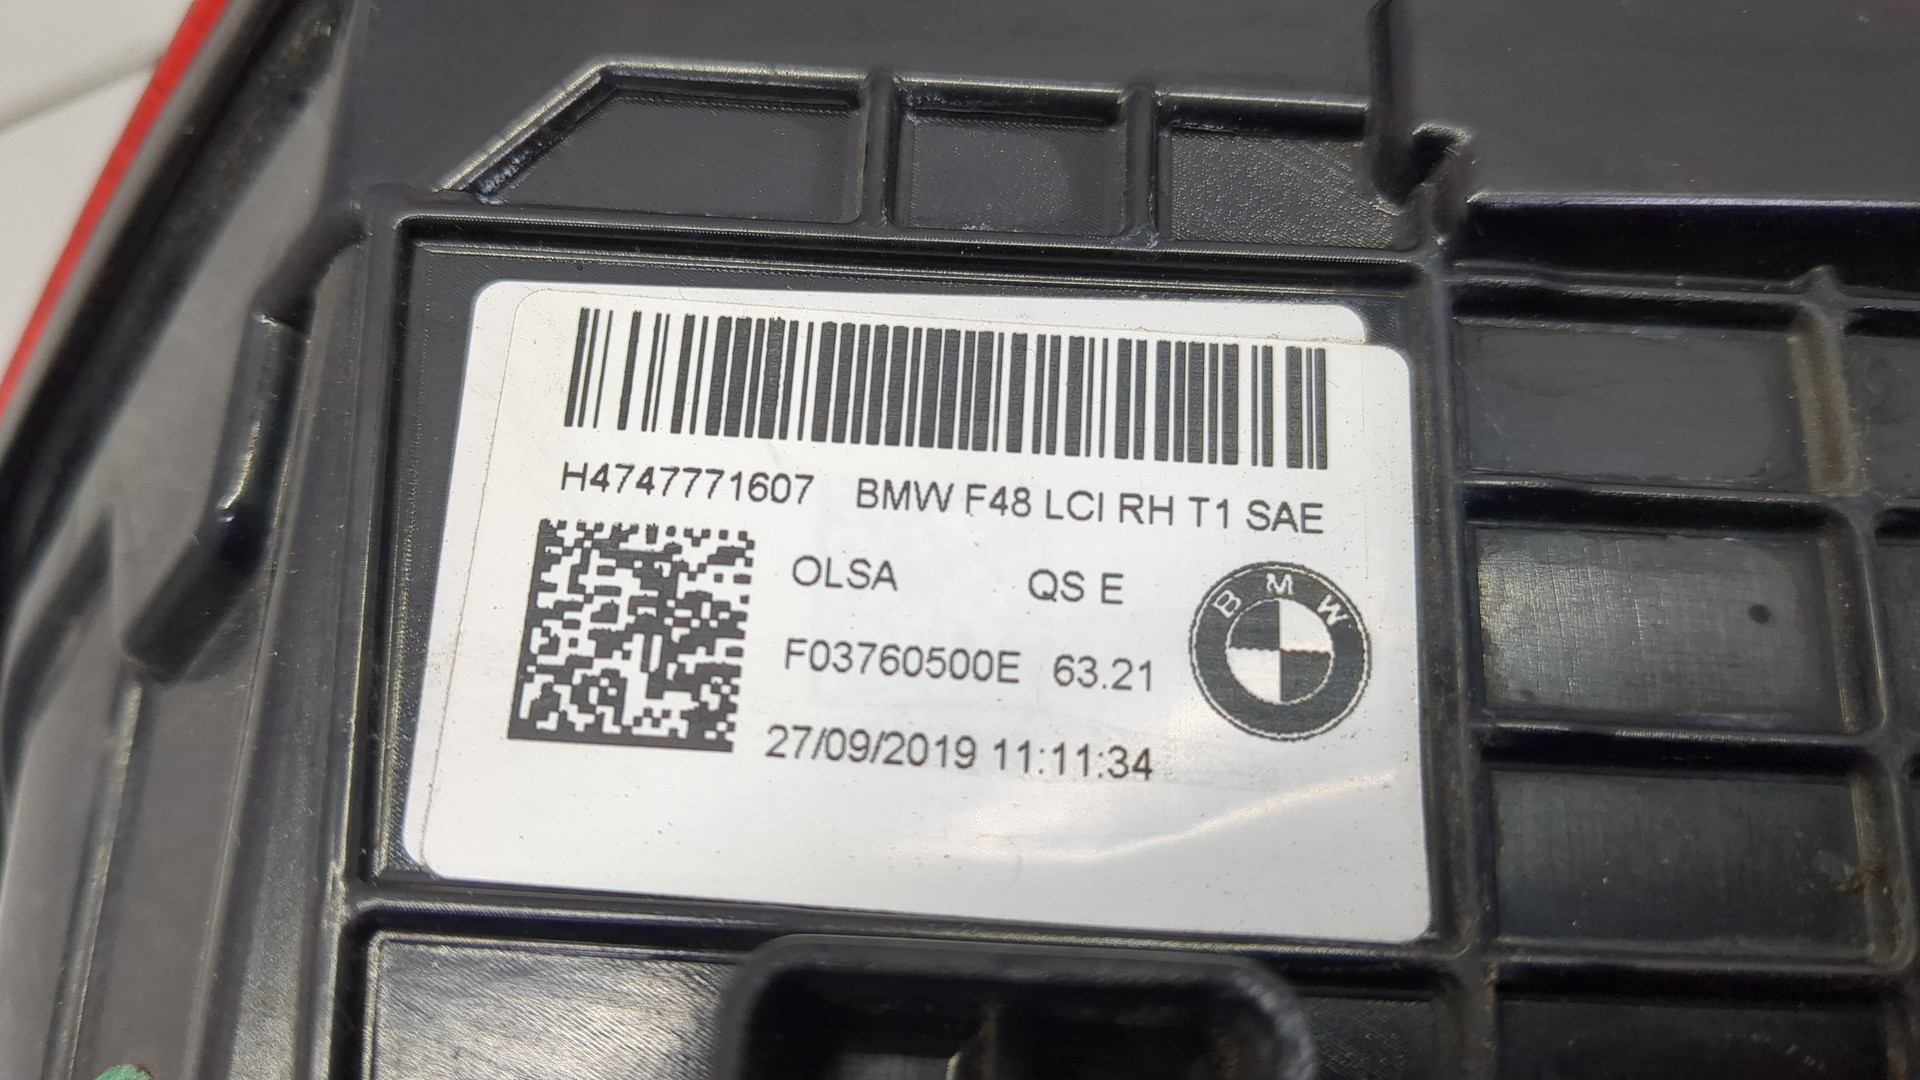 H4747771607 BMW F48 LCI RH T1 SAE
OLSA QS E
BMW
F03760500E 63.21
27/09/2019 11:11:34